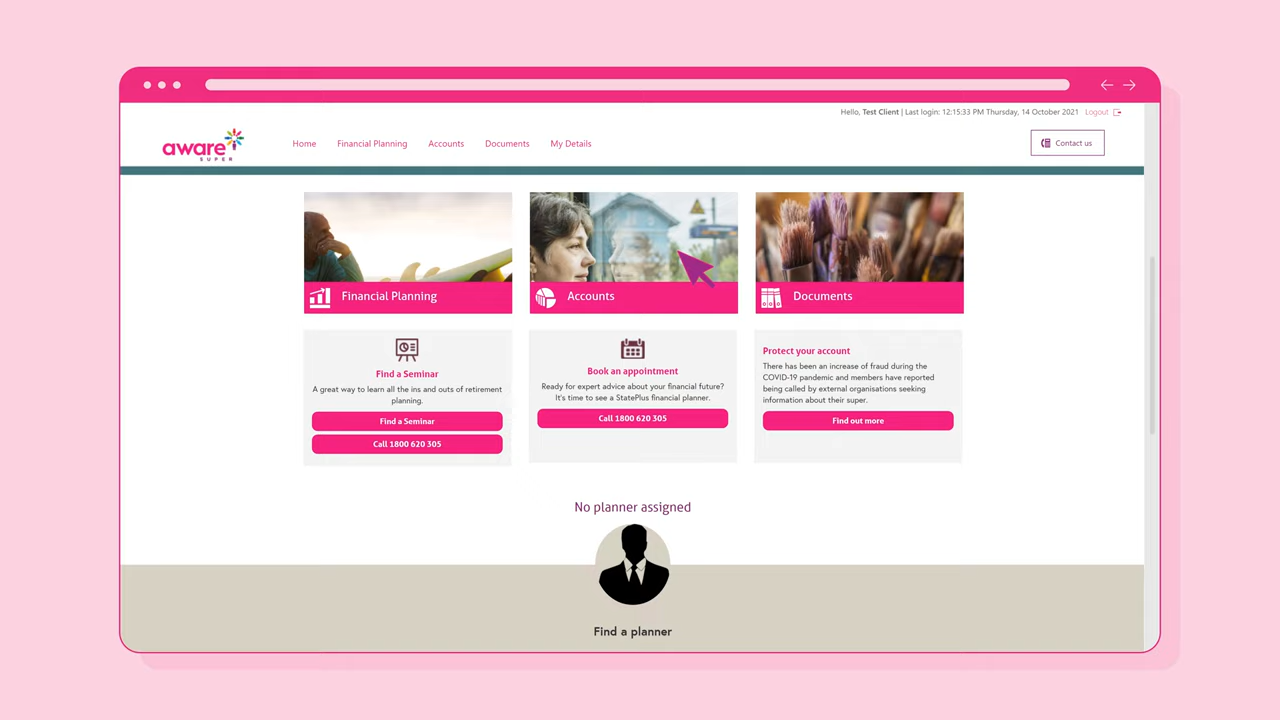 Hello, Test Client | Last login: 12:15:33 PM Thursday, 14 October 2021 Logout
aware
SUPER
Home Financial Planning Accounts Documents My Details
Contact us
Financial Planning
Accounts
Documents
Find a Seminar
A great way to learn all the ins and outs of retirement
planning.
Find a Seminar
Call 1800 620 305
Book an appointment
Ready for expert advice about your financial future?
It's time to see a StatePlus financial planner.
Call 1800 620 305
Protect your account
There has been an increase of fraud during the
COVID-19 pandemic and members have reported
being called by external organisations seeking
information about their super.
Find out more
No planner assigned
Find a planner